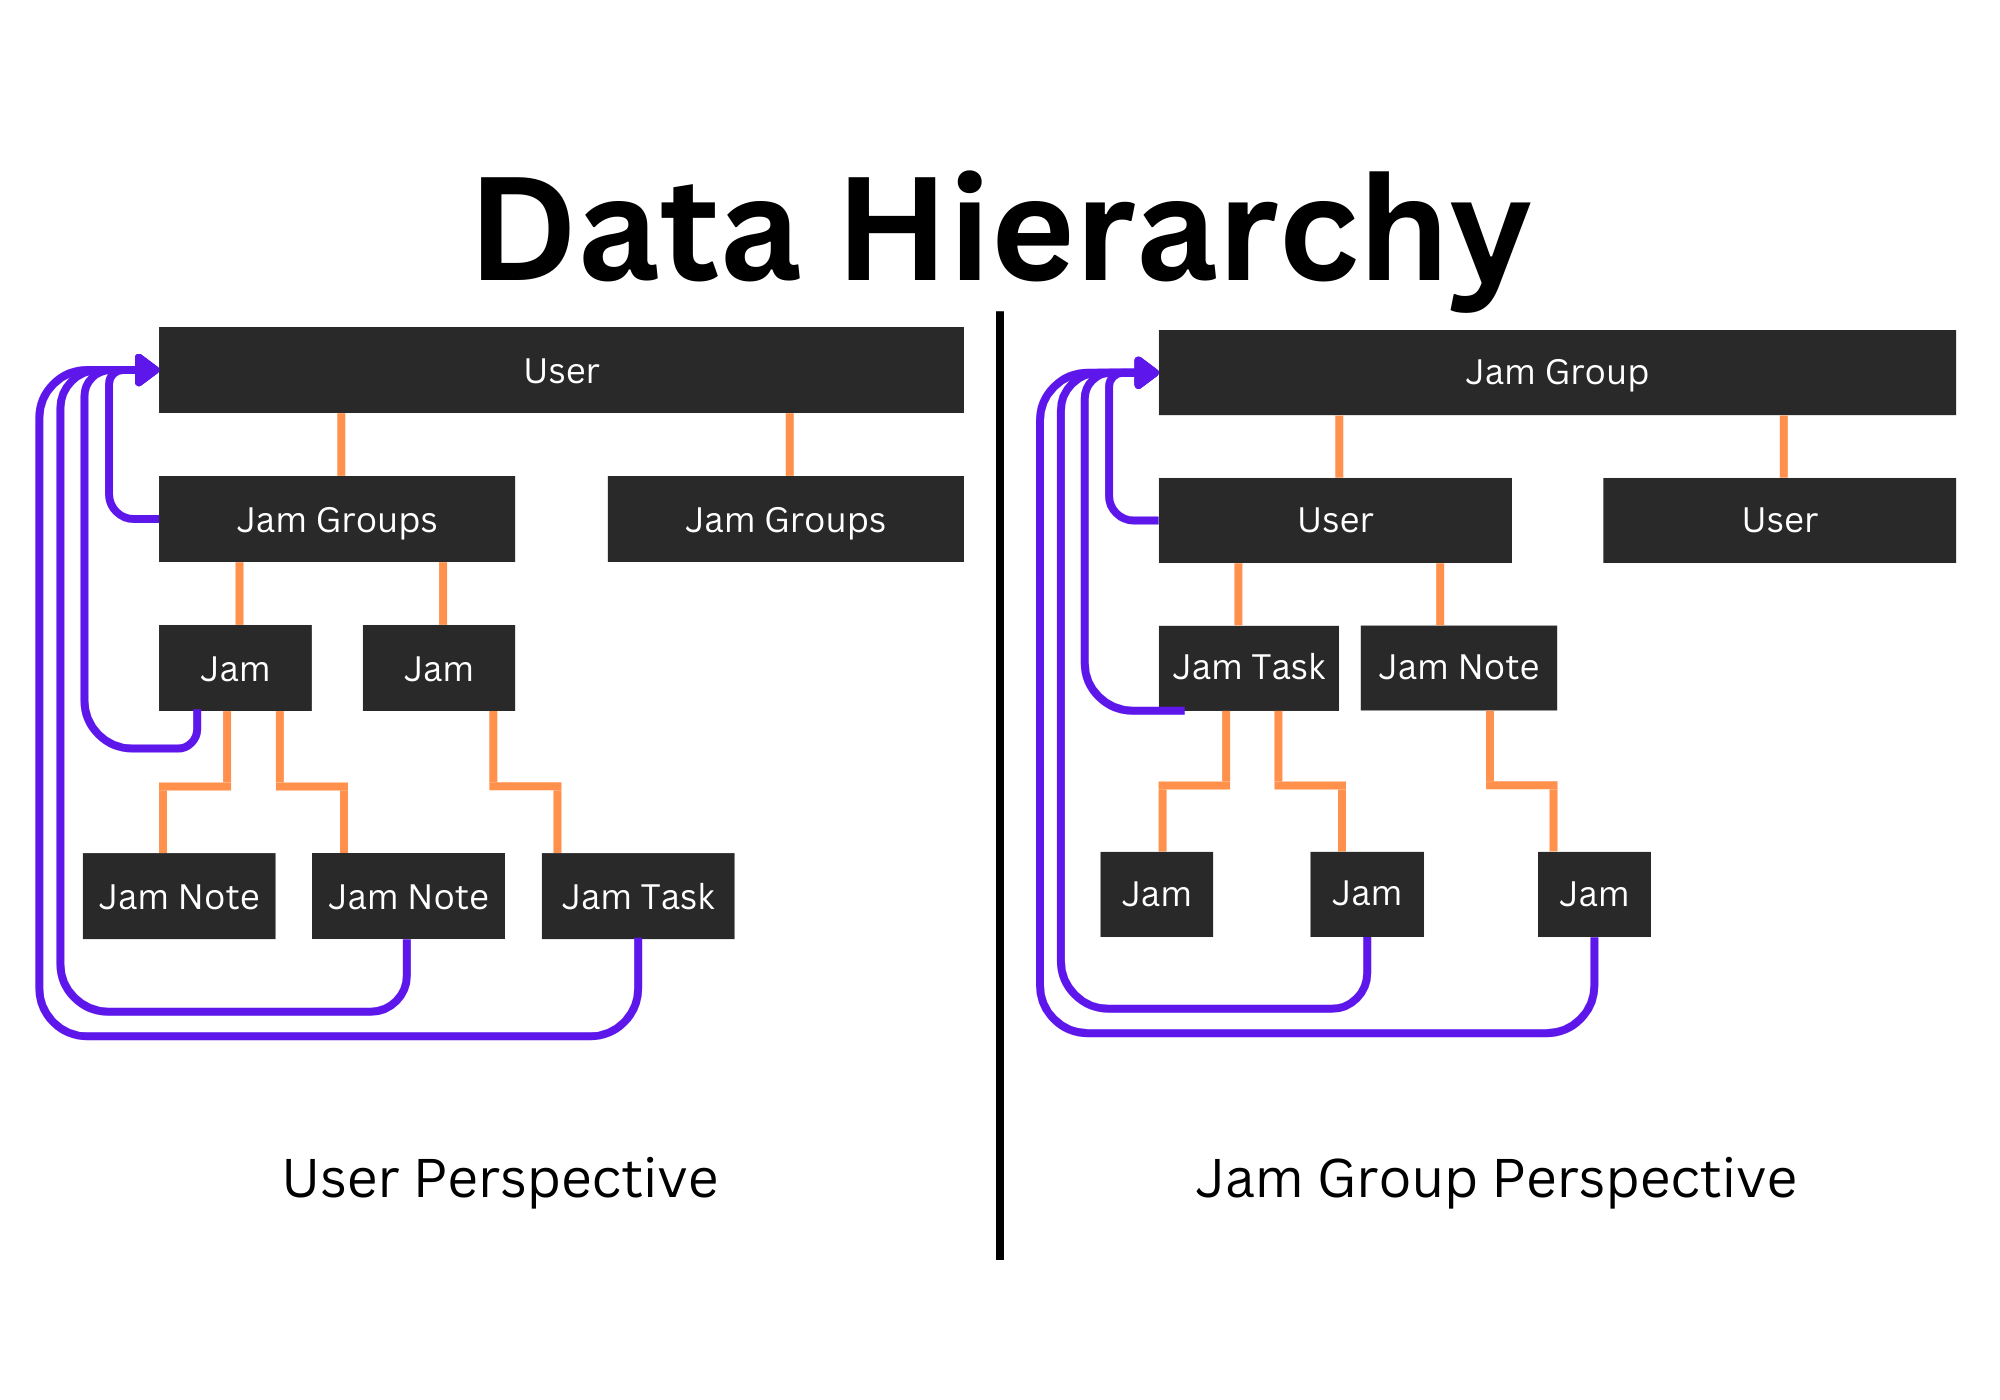 Data Hierarchy
User
Jam Groups
Jam Groups
Jam
Jam
Jam Note
Jam Note
Jam Task
User Perspective
Jam Group
User
User
Jam Task
Jam Note
Jam
Jam
Jam
Jam Group Perspective